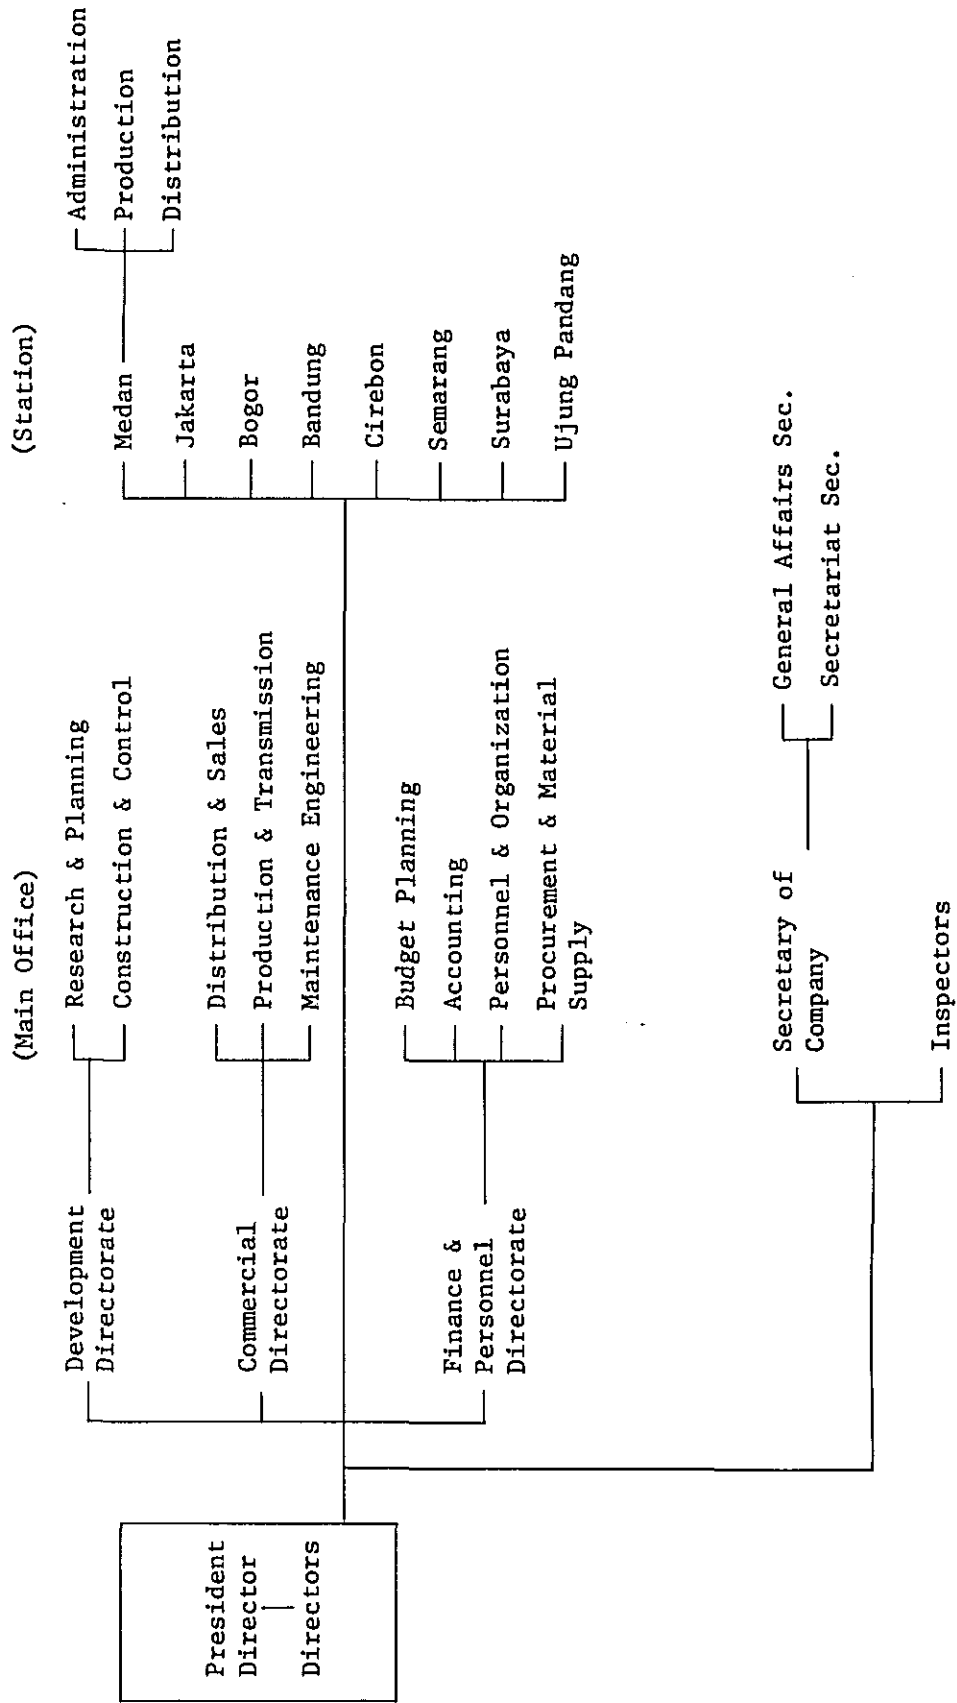 (Main Office)
(Station)
President
Director
Directors
Development
Directorate
Research & Planning
Construction & Control
Commercial
Directorate
Distribution & Sales
Production & Transmission
Maintenance Engineering
Finance &
Personnel
Directorate
Budget Planning
Accounting
Personnel & Organization
Procurement & Material
Supply
Medan
Jakarta
Bogor
Bandung
Cirebon
Semarang
Surabaya
Ujung Pandang
Administration
Production
Distribution
Secretary of
Company
General Affairs Sec.
Secretariat Sec.
Inspectors